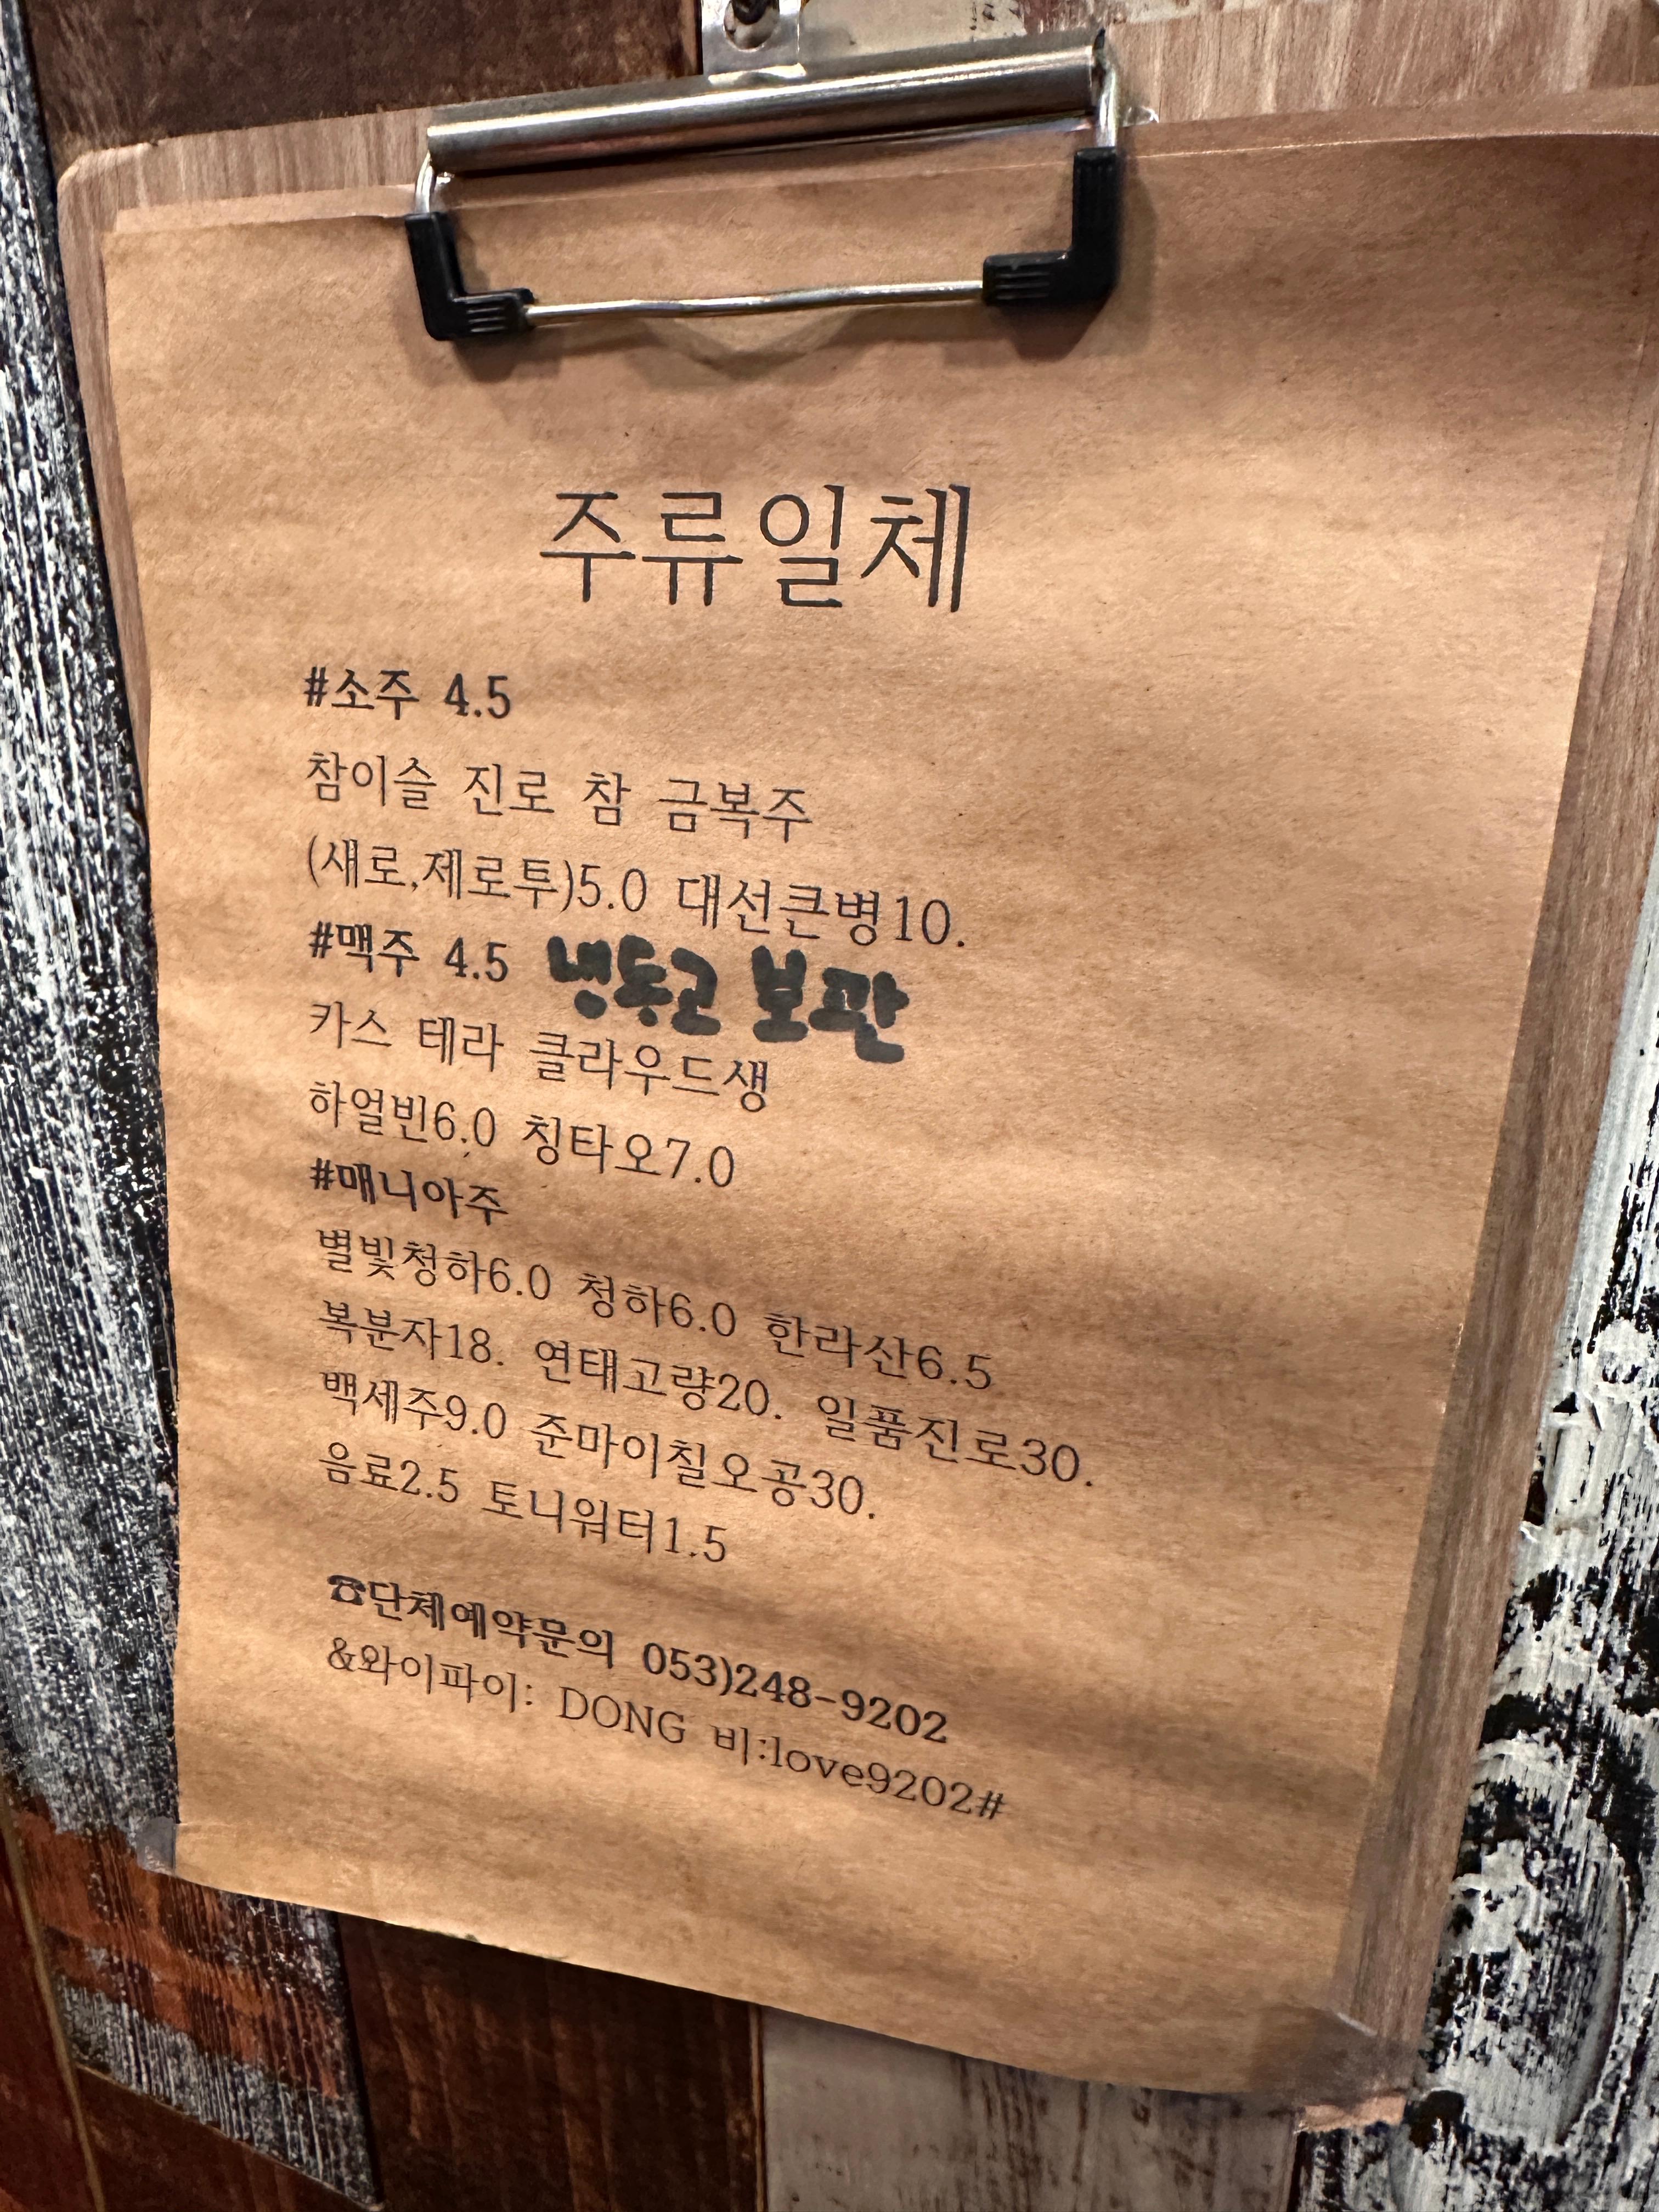 주류일체
#소주 4.5
참이슬 진로 참 금복주
(새로,제로투)5.0 대선큰병10.
#맥주 4.5 냉동고 보관
카스 테라 클라우드생
하얼빈6.0 칭타오7.0
#매니아주
별빛청하6.0 청하6.0 한라산6.5
복분자18. 연태고량20. 일품진로30.
백세주9.0 준마이칠오공30.
음료2.5 토니워터1.5
☎단체예약문의 053)248-9202
&와이파이: DONG 비:love9202#